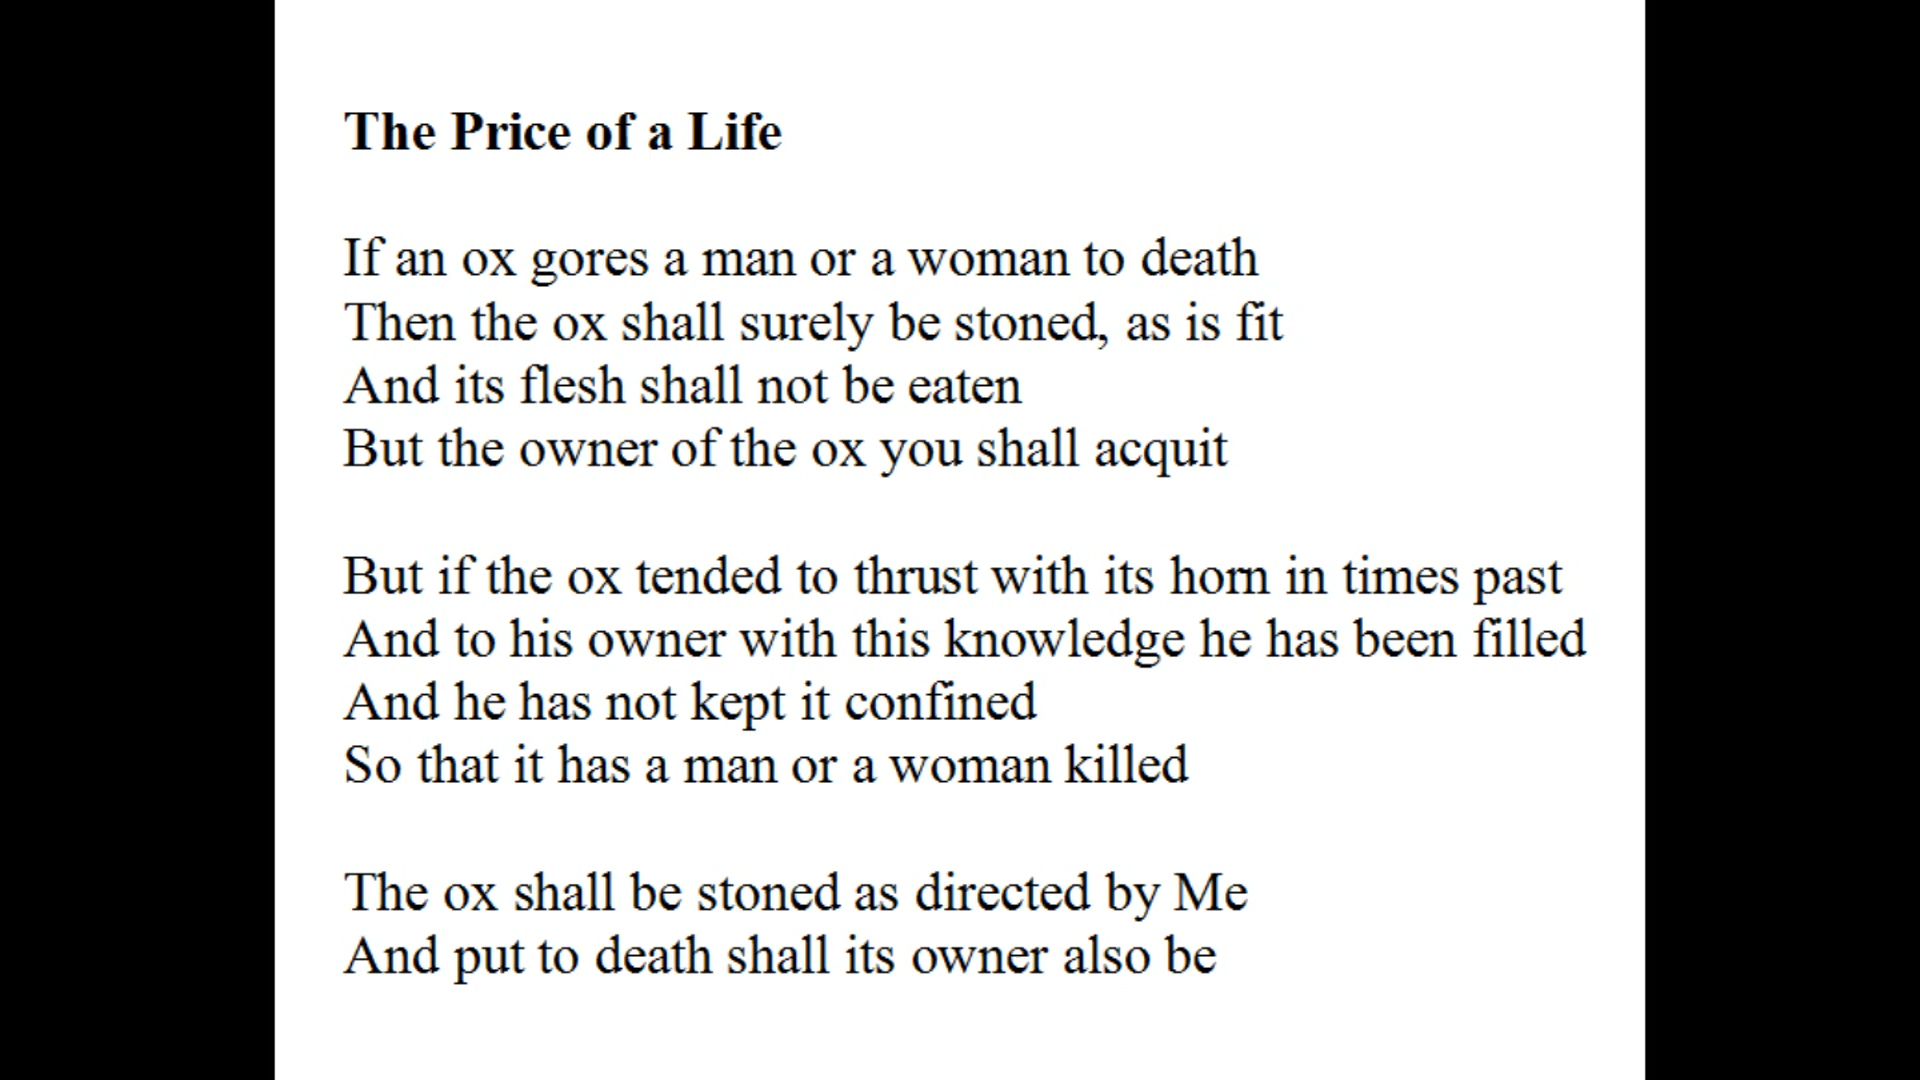 The Price of a Life
If an ox gores a man or a woman to death
Then the ox shall surely be stoned, as is fit
And its flesh shall not be eaten
But the owner of the ox you shall acquit
But if the ox tended to thrust with its horn in times past
And to his owner with this knowledge he has been filled
And he has not kept it confined
So that it has a man or a woman killed
The ox shall be stoned as directed by Me
And put to death shall its owner also be